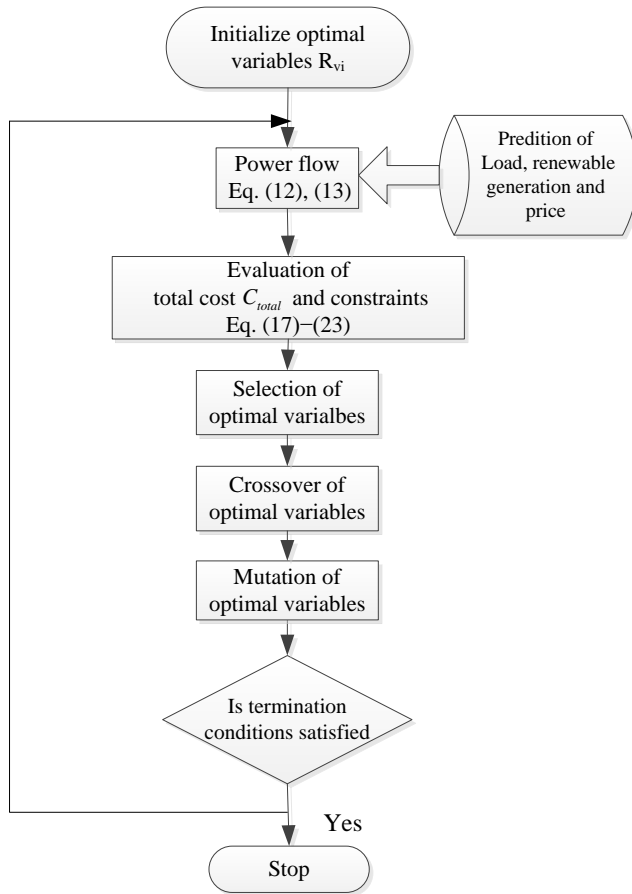 Initialize optimal
variables Rvi
Power flow
Eq. (12), (13)
Predition of
Load, renewable
generation and
price
Evaluation of
total cost Ctotal and constraints
Eq. (17)−(23)
Selection of
optimal varialbes
Crossover of
optimal variables
Mutation of
optimal variables
Is termination
conditions satisfied
Yes
Stop